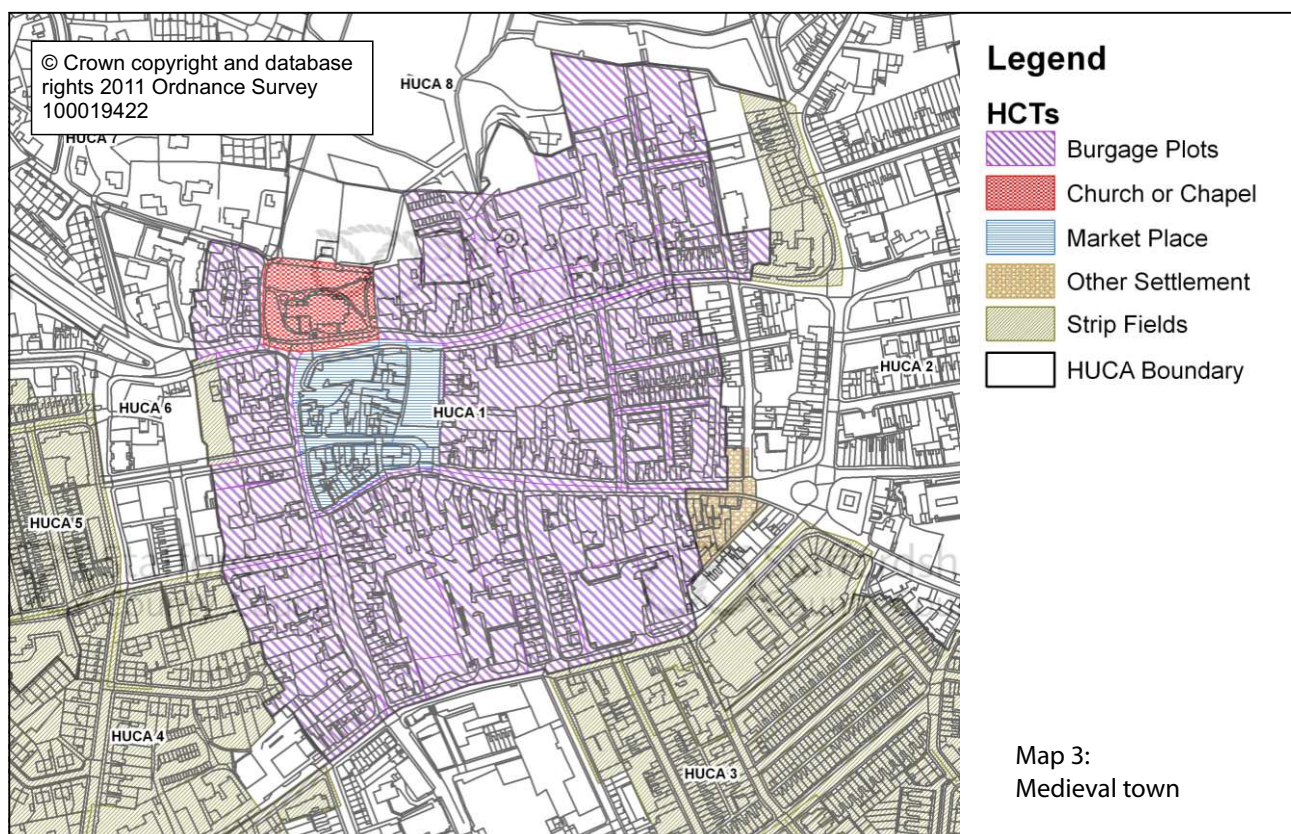 © Crown copyright and database
rights 2011 Ordnance Survey
100019422
HUCA 8
HUCA 7
HUCA 2
HUCA 6
HUCA 1
HUCA 5
HUCA 4
HUCA 3
Legend
HCTs
Burgage Plots
Church or Chapel
Market Place
Other Settlement
Strip Fields
HUCA Boundary
Map 3:
Medieval town